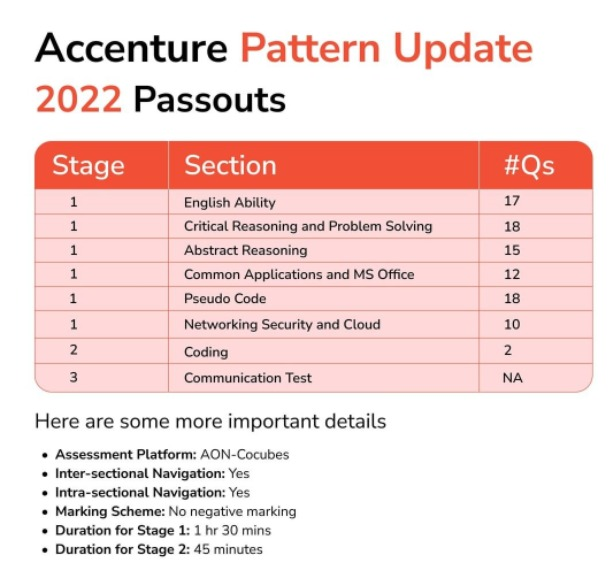 Accenture Pattern Update
2022 Passouts
Stage Section #Qs
1 English Ability 17
1 Critical Reasoning and Problem Solving 18
1 Abstract Reasoning 15
1 Common Applications and MS Office 12
1 Pseudo Code 18
1 Networking Security and Cloud 10
2 Coding 2
3 Communication Test NA
Here are some more important details
• Assessment Platform: AON-Cocubes
• Inter-sectional Navigation: Yes
• Intra-sectional Navigation: Yes
• Marking Scheme: No negative marking
• Duration for Stage 1: 1 hr 30 mins
• Duration for Stage 2: 45 minutes